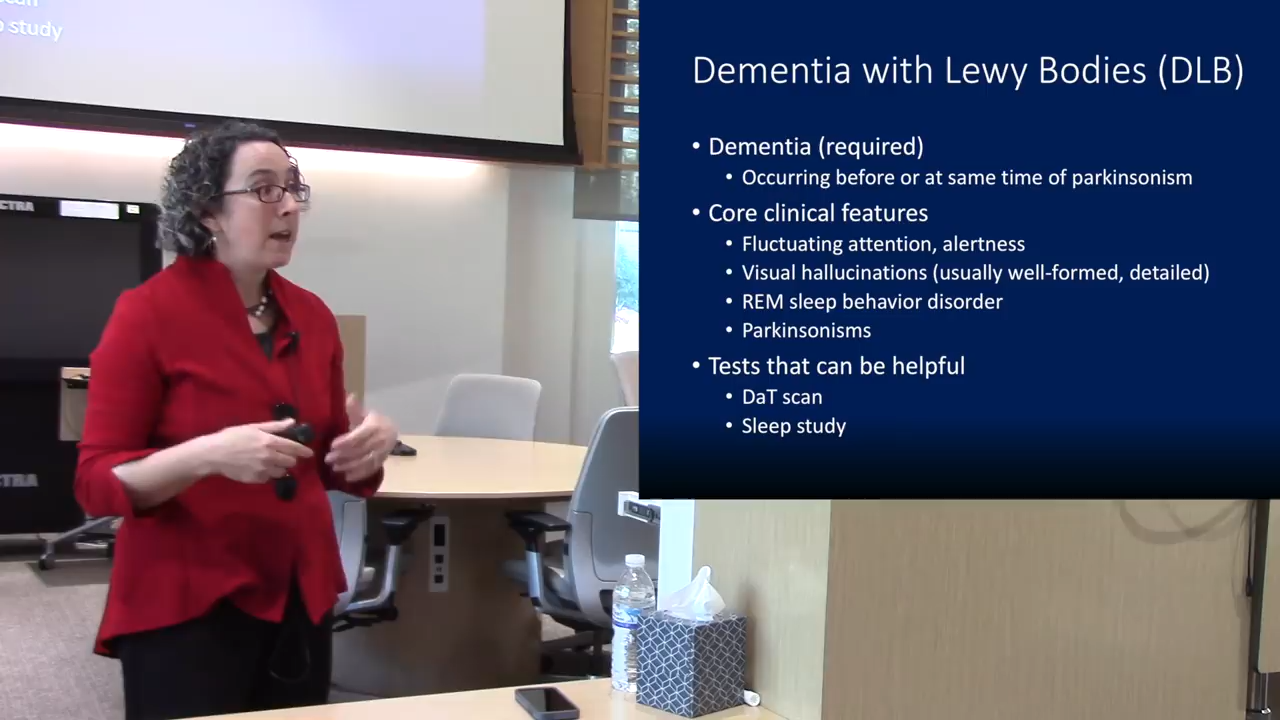 study
CTRA
CTRA
Dementia with Lewy Bodies (DLB)
• Dementia (required)
• Occurring before or at same time of parkinsonism
• Core clinical features
• Fluctuating attention, alertness
• Visual hallucinations (usually well-formed, detailed)
• REM sleep behavior disorder
• Parkinsonisms
• Tests that can be helpful
• DaT scan
• Sleep study